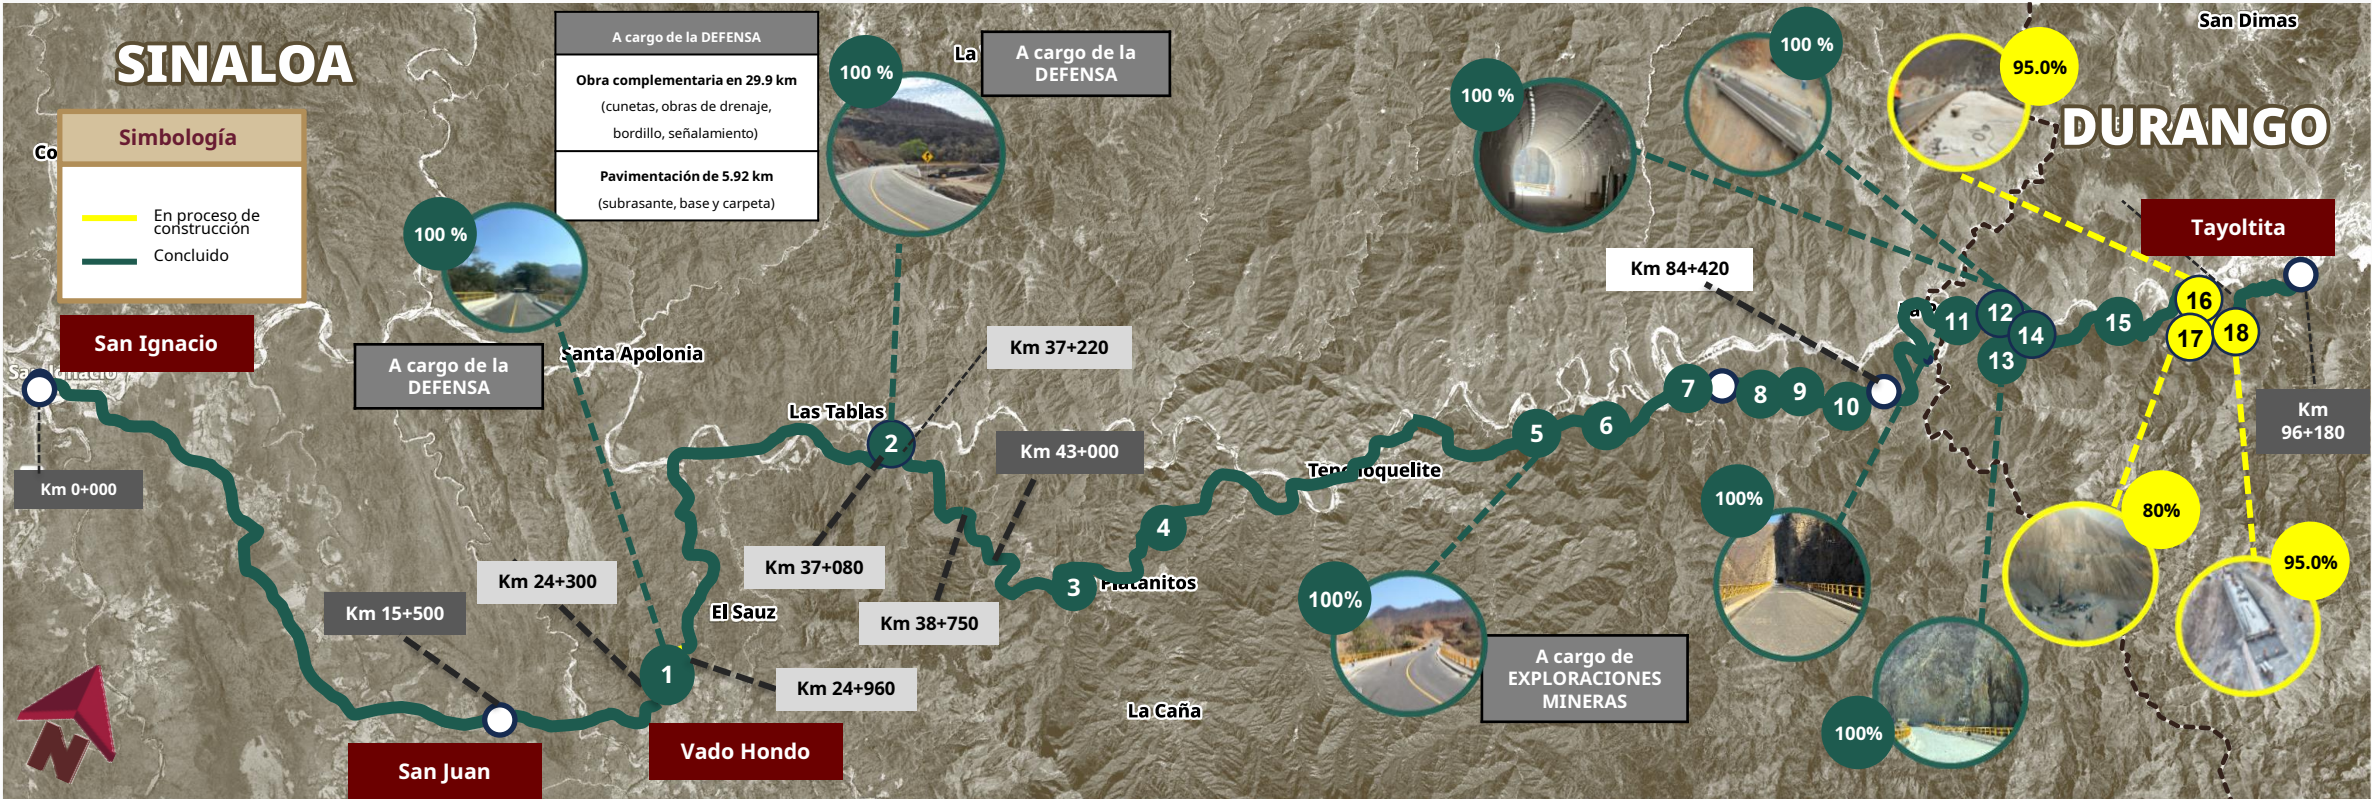 SINALOA
Simbología
En proceso de
construcción
Concluido
San Ignacio
Km 0+000
A cargo de la DEFENSA
Obra complementaria en 29.9 km
(cunetas, obras de drenaje,
bordillo, señalamiento)
Pavimentación de 5.92 km
(subrasante, base y carpeta)
100 %
A cargo de la
DEFENSA
Santa Apolonia
100 %
La
A cargo de la
DEFENSA
Las Tablas
2
Km 37+220
Km 43+000
Km 37+080
Km 38+750
Km 24+300
Km 15+500
El Sauz
1
Km 24+960
San Juan
Vado Hondo
N
3
Platanitos
4
La Caña
5
6
7
8
9
10
11
12
13
14
15
16
17
18
100 %
100 %
95.0%
San Dimas
DURANGO
Tayoltita
Km 84+420
Km
96+180
100%
A cargo de
EXPLORACIONES
MINERAS
100%
100%
80%
95.0%